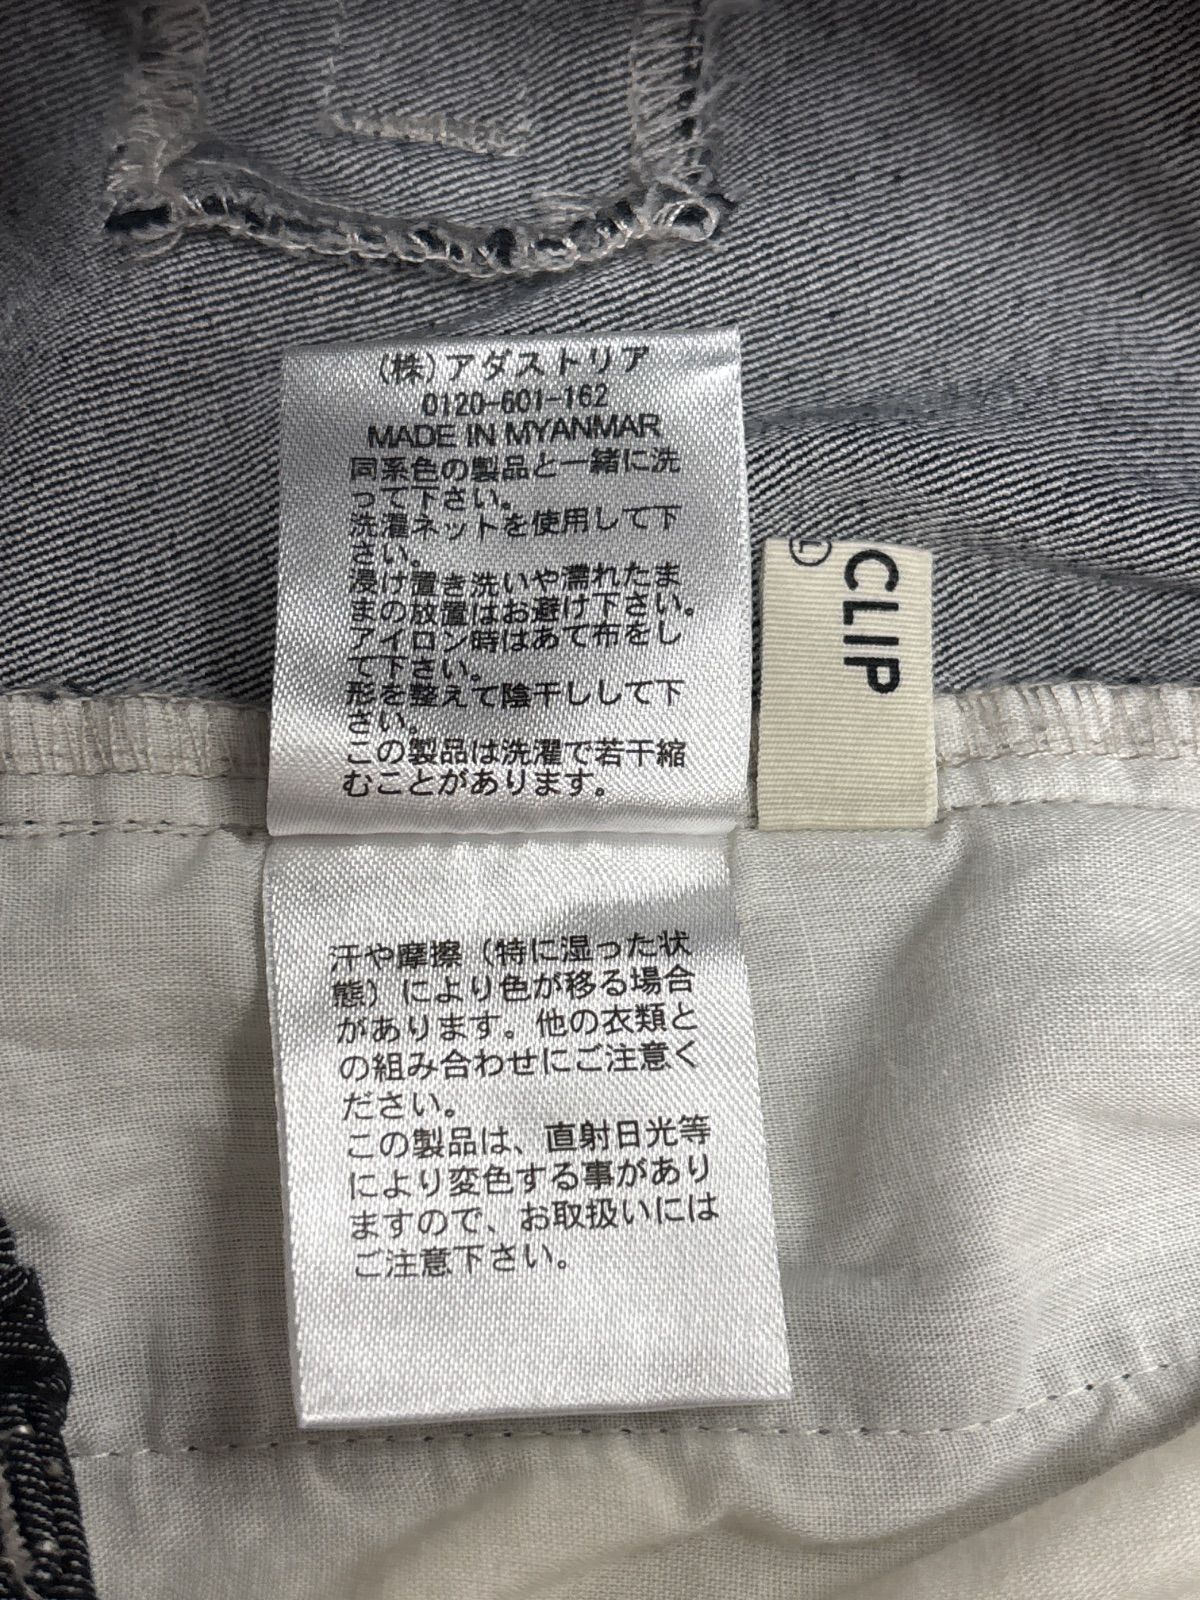 (株)アダストリア
0120-601-162
MADE IN MYANMAR
同系色の製品と一緒に洗
って下さい。
洗濯ネットを使用して下
さい。
浸け置き洗いや濡れたま
まの放置はお避け下さい。
アイロン時はあて布をし
て下さい。
形を整えて陰干しして下
さい。
この製品は洗濯で若干縮
むことがあります。
CLIP
L
汗や摩擦（特に湿った状
態）により色が移る場合
があります。他の衣類と
の組み合わせにご注意く
ださい。
この製品は、直射日光等
により変色する事があり
ますので、お取扱いには
ご注意下さい。